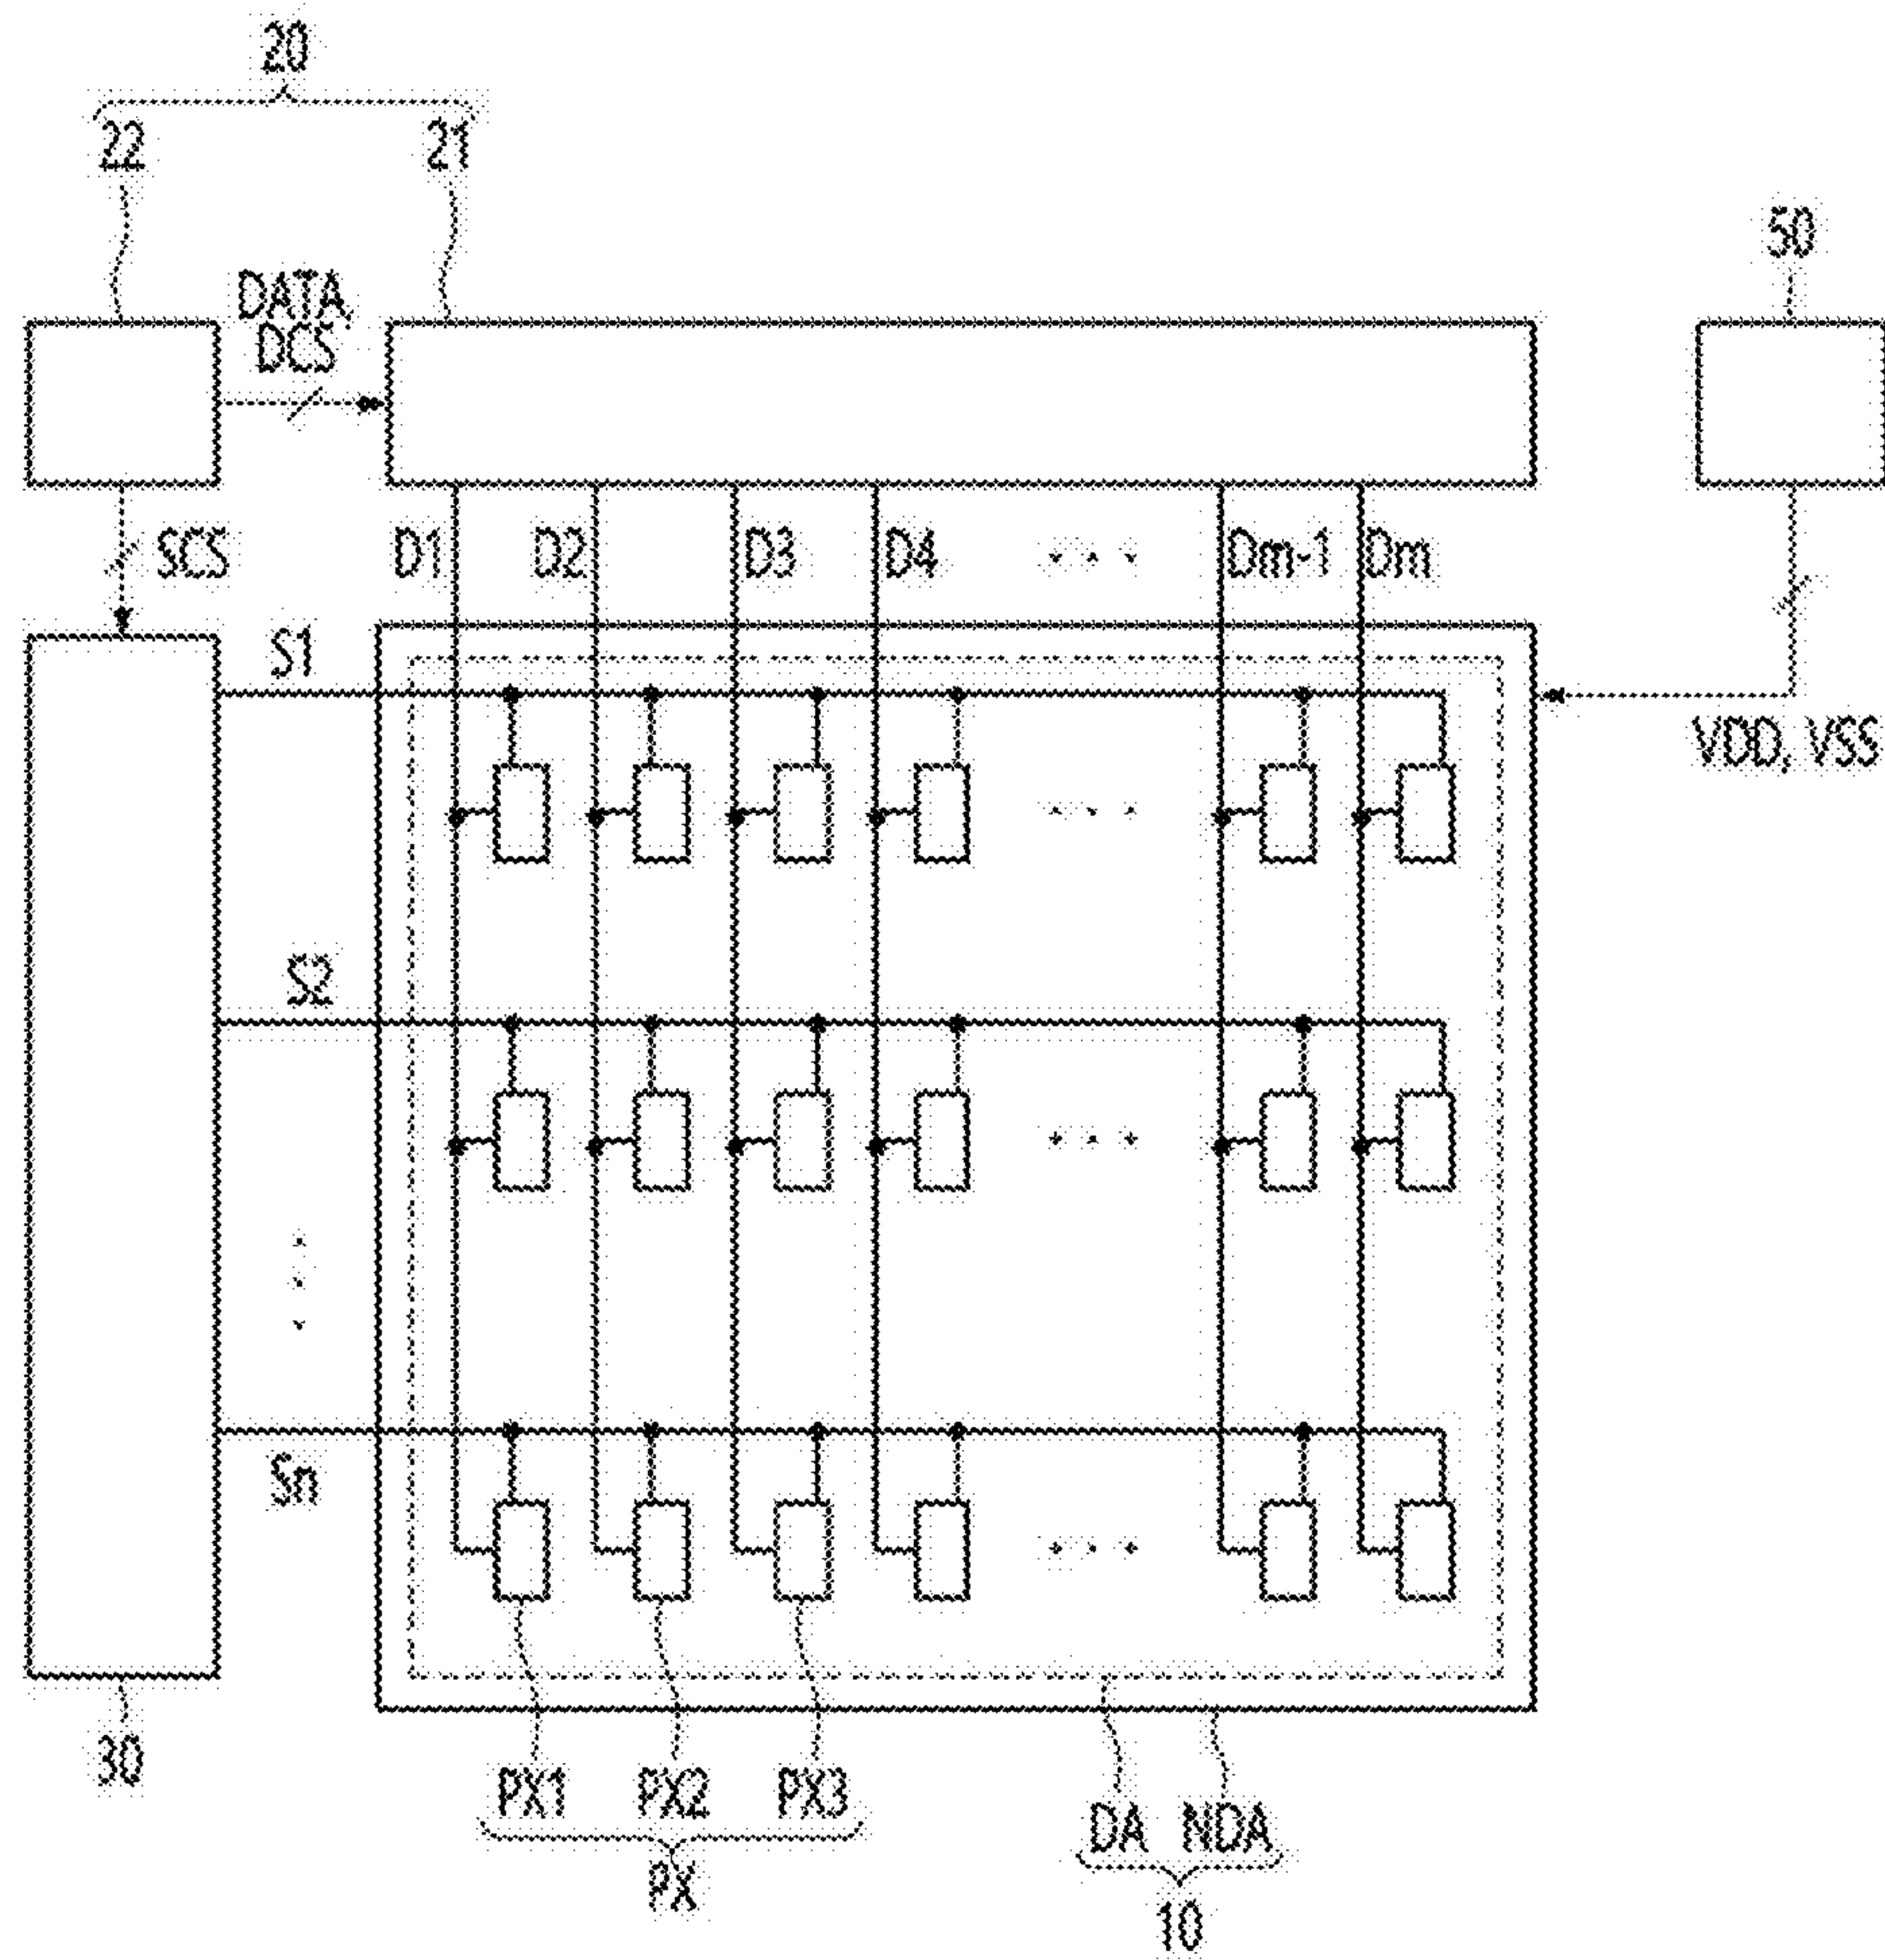 20
22
21
50
DATA,
DCS
SCS
D1
D2
D3
D4
. . .
Dm-1
Dm
S1
VDD, VSS
. . .
S2
. . .
Sn
. . .
30
PX1
PX2
PX3
DA
NDA
PX
10